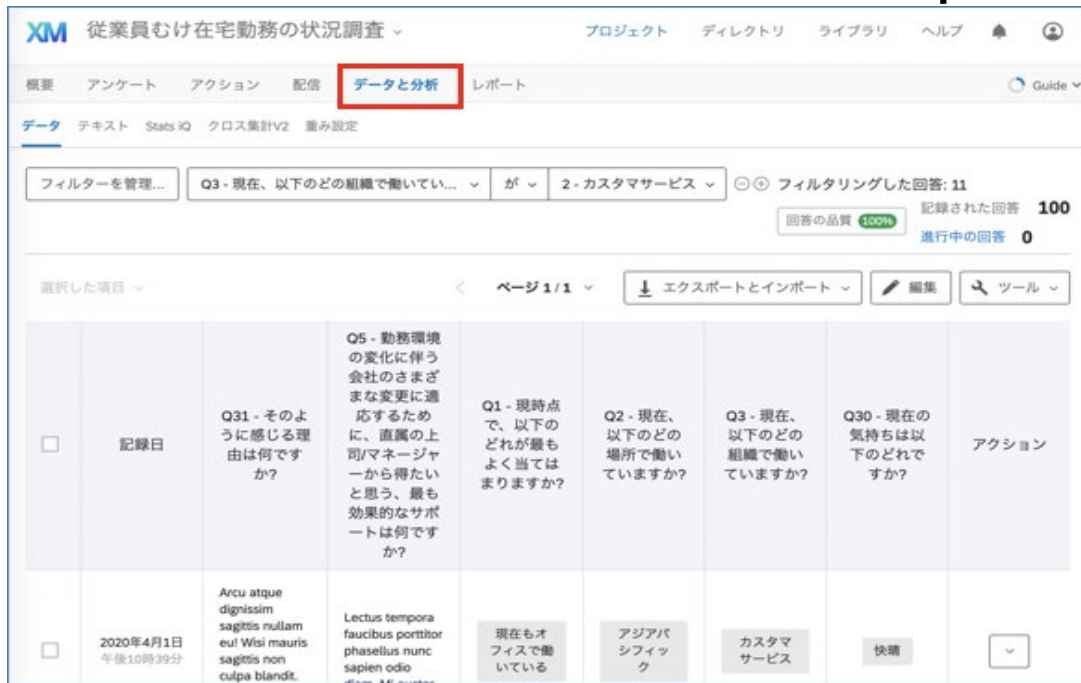 XM 従業員むけ在宅勤務の状況調査 プロジェクト ディレクトリ ライブラリ ヘルプ
概要 アンケート アクション 配信 データと分析 レポート Guide
データ テキスト Stats iQ クロス集計V2 重み設定
フィルターを管理... Q3 - 現在、以下のどの組織で働いてい... が 2 - カスタマサービス フィルタリングした回答: 11
回答の品質 100% 記録された回答 100
進行中の回答 0
選択した項目 ページ 1 / 1 エクスポートとインポート 編集 ツール
記録日
Q31 - そのよ
うに感じる理
由は何です
か?
Q5 - 勤務環境
の変化に伴う
会社のさまざ
まな変更に適
応するため
に、直属の上
司/マネージャ
ーから得たい
と思う、最も
効果的なサポ
ートは何です
か?
Q1 - 現時点
で、以下の
どれが最も
よく当ては
まりますか?
Q2 - 現在、
以下のどの
場所で働い
ていますか?
Q3 - 現在、
以下のどの
組織で働い
ていますか?
Q30 - 現在の
気持ちは以
下のどれで
すか?
アクション
2020年4月1日
午後10時39分
Arcu atque
dignissim
sagittis nullam
eu! Wisi mauris
sagittis non
culpa blandit.
Lectus tempora
faucibus porttitor
phasellus nunc
sapien odio
現在もオ
フィスで働
いている
アジアパ
シフィッ
ク
カスタマ
サービス
快晴